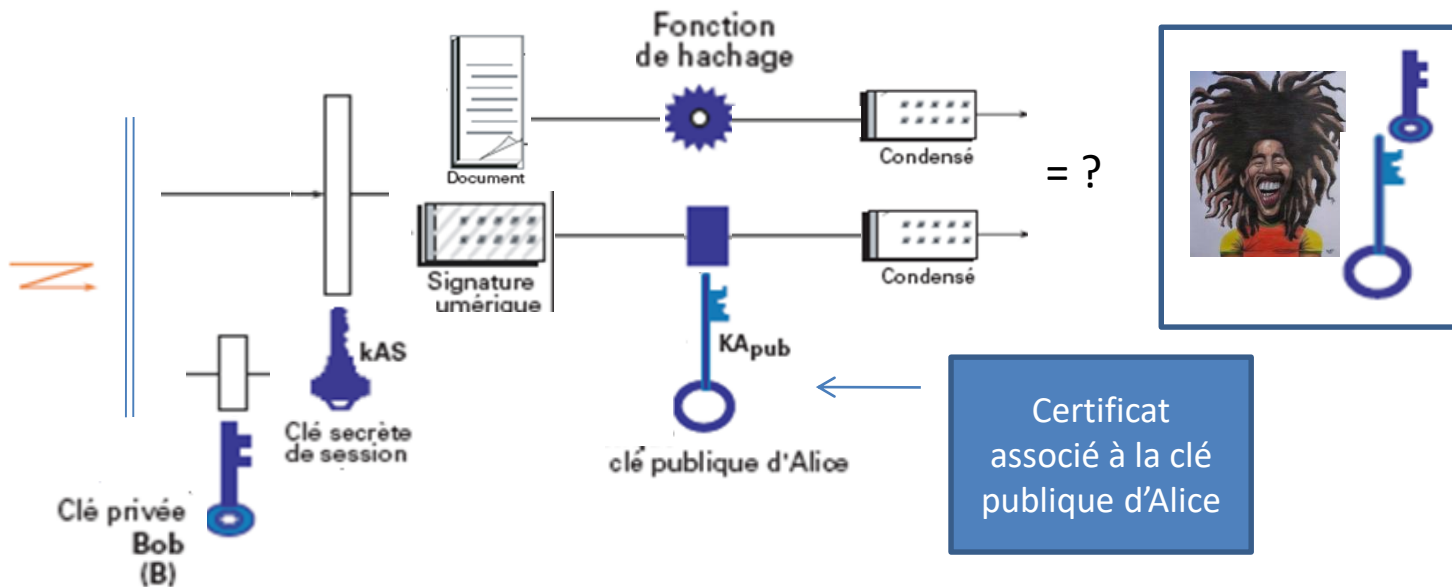 Fonction
de hachage
Document
Condensé
= ?
Signature
umérique
Condensé
kAS
KApub
Clé secrète
de session
clé publique d'Alice
Certificat
associé à la clé
publique d’Alice
Clé privée
Bob
(B)